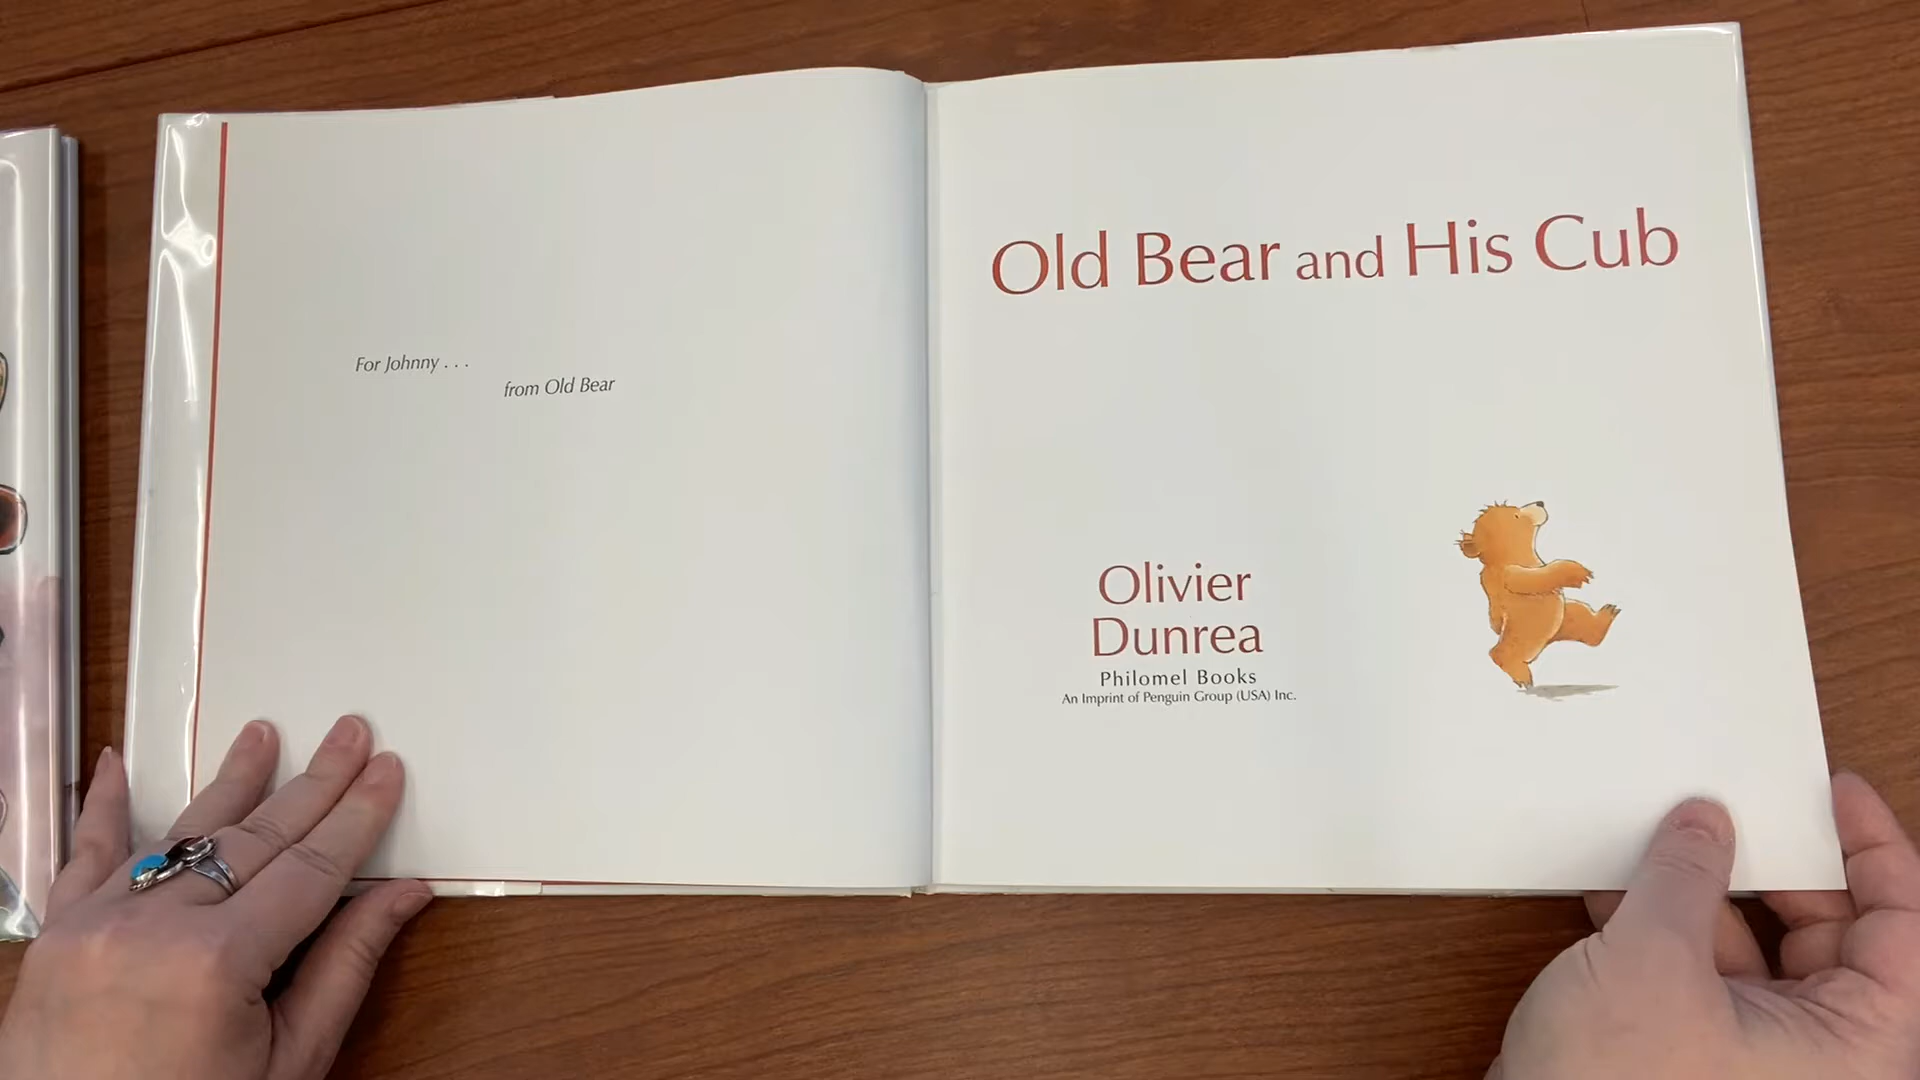 For Johnny . . .
from Old Bear
Old Bear and His Cub
Olivier
Dunrea
Philomel Books
An Imprint of Penguin Group (USA) Inc.